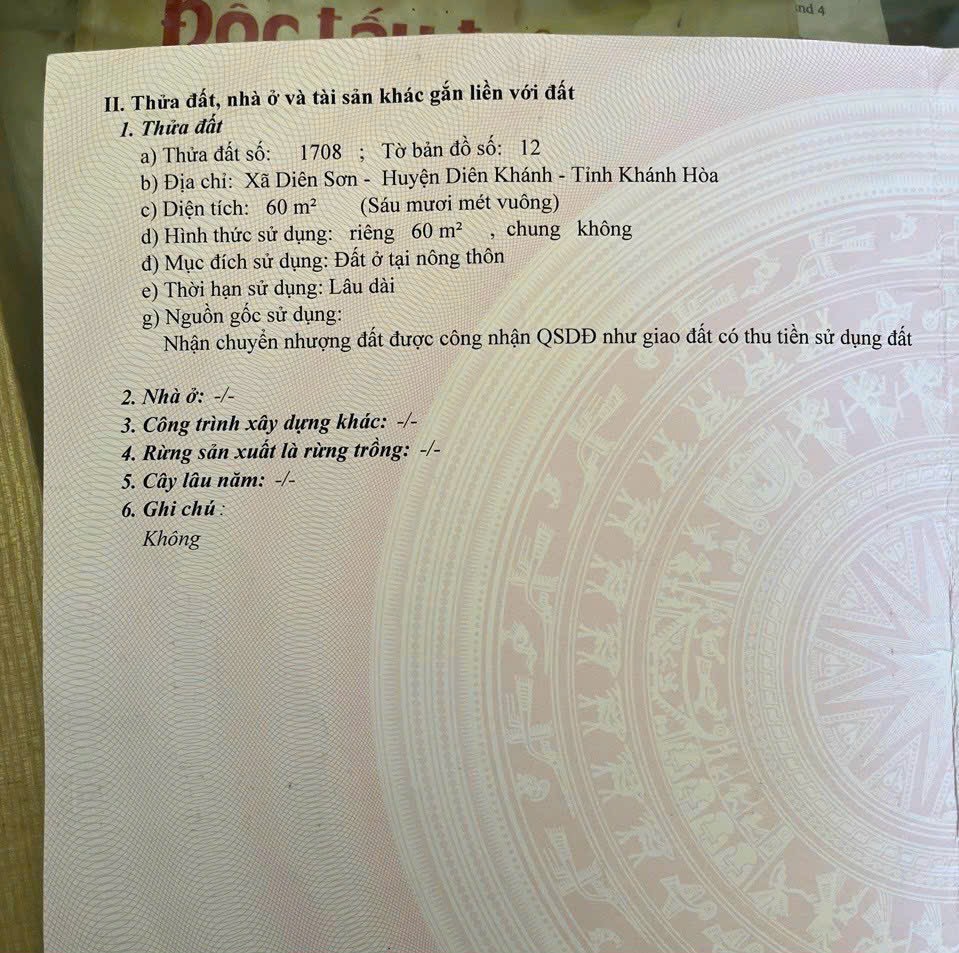 Độc tấu
nd 4
II. Thửa đất, nhà ở và tài sản khác gắn liền với đất
1. Thửa đất
a) Thửa đất số: 1708 ; Tờ bản đồ số: 12
b) Địa chỉ: Xã Diên Sơn - Huyện Diên Khánh - Tỉnh Khánh Hòa
c) Diện tích: 60 m² (Sáu mươi mét vuông)
d) Hình thức sử dụng: riêng 60 m² , chung không
đ) Mục đích sử dụng: Đất ở tại nông thôn
e) Thời hạn sử dụng: Lâu dài
g) Nguồn gốc sử dụng:
Nhận chuyển nhượng đất được công nhận QSDĐ như giao đất có thu tiền sử dụng đất
2. Nhà ở: -/-
3. Công trình xây dựng khác: -/-
4. Rừng sản xuất là rừng trồng: -/-
5. Cây lâu năm: -/-
6. Ghi chú :
Không